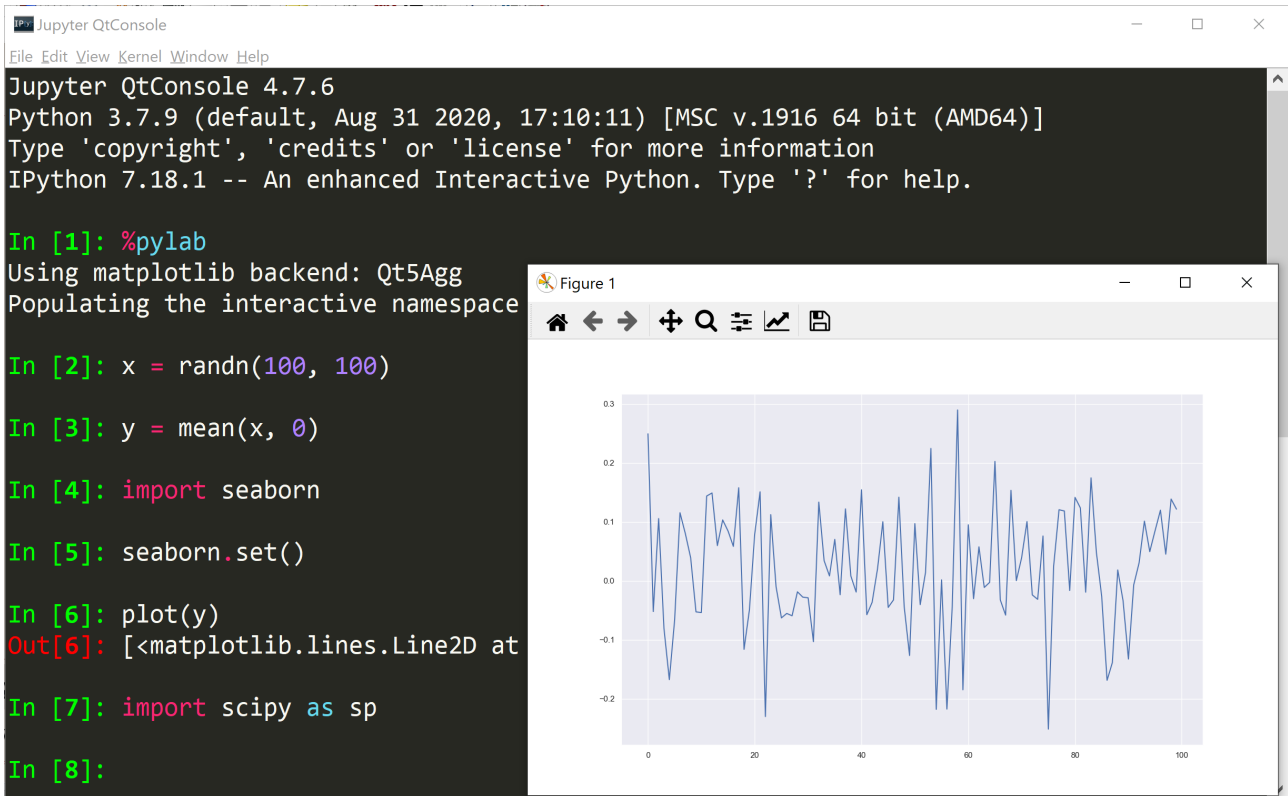 Jupyter QtConsole
File Edit View Kernel Window Help
Jupyter QtConsole 4.7.6
Python 3.7.9 (default, Aug 31 2020, 17:10:11) [MSC v.1916 64 bit (AMD64)]
Type 'copyright', 'credits' or 'license' for more information
IPython 7.18.1 -- An enhanced Interactive Python. Type '?' for help.
In [1]: %pylab
Using matplotlib backend: Qt5Agg
Populating the interactive namespace
In [2]: x = randn(100, 100)
In [3]: y = mean(x, 0)
In [4]: import seaborn
In [5]: seaborn.set()
In [6]: plot(y)
Out[6]: [<matplotlib.lines.Line2D at
In [7]: import scipy as sp
In [8]:
Figure 1
0.3
0.2
0.1
0.0
−0.1
−0.2
0 20 40 60 80 100